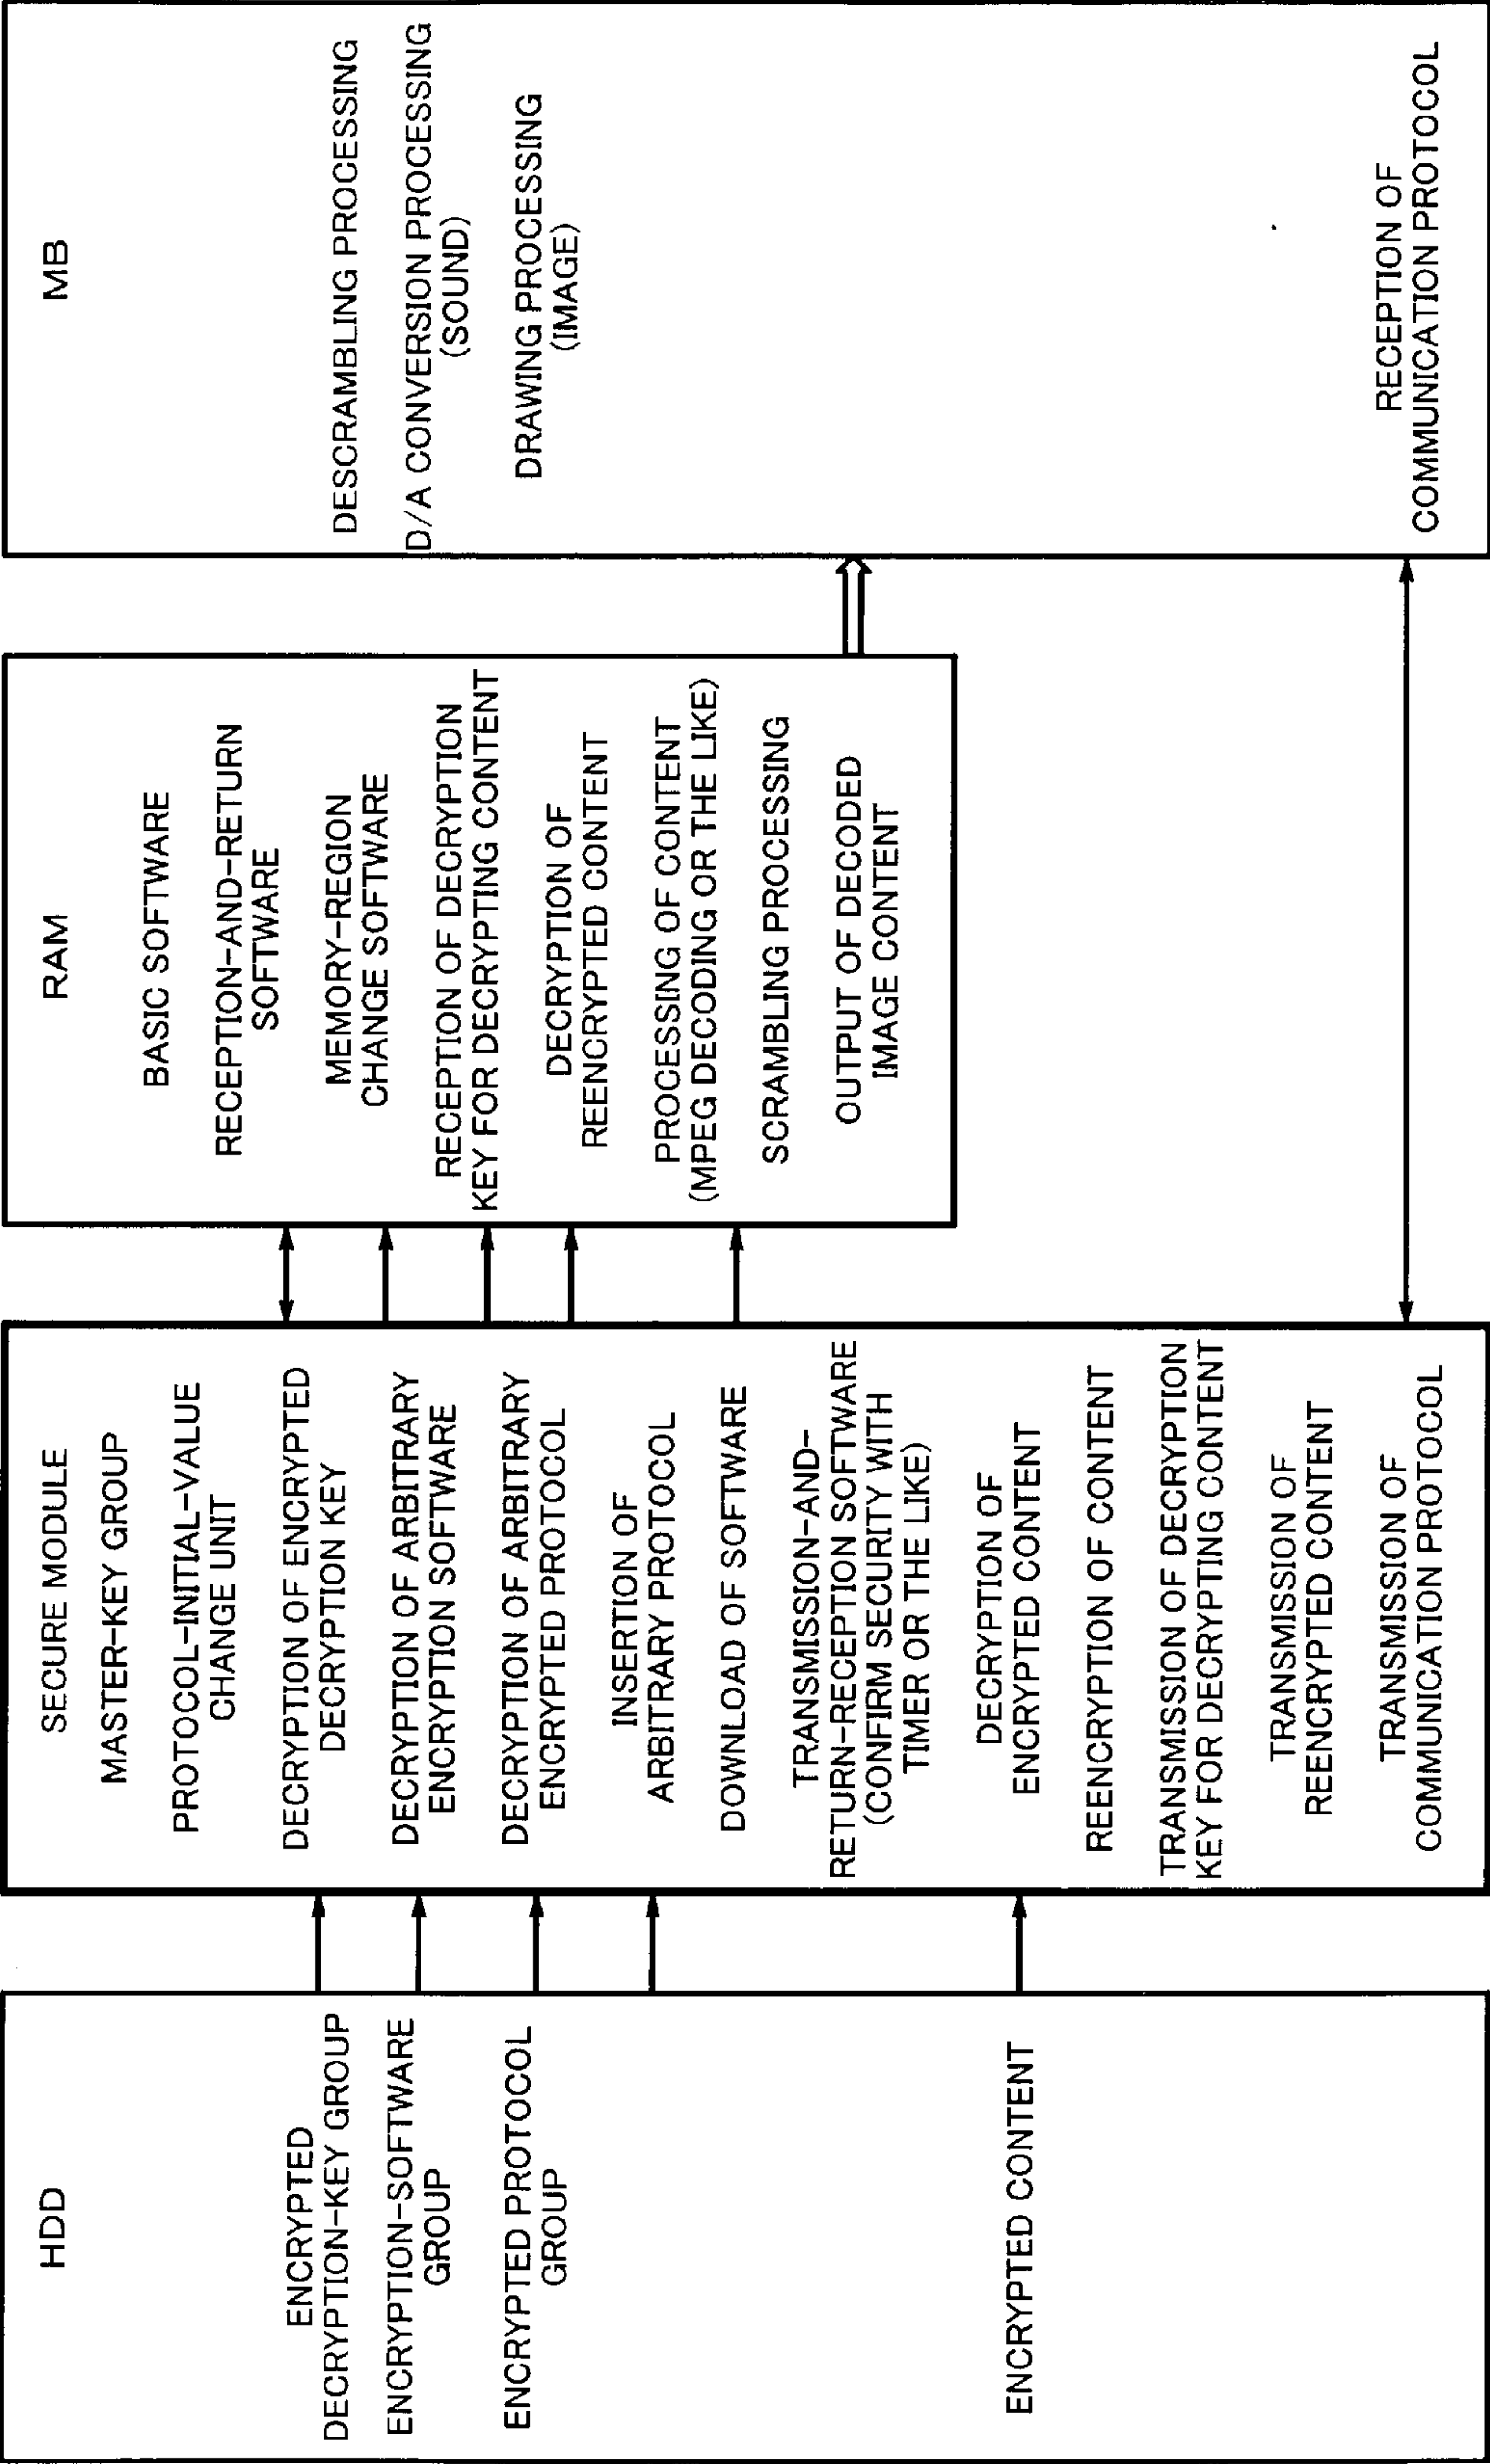 HDD
ENCRYPTED
DECRYPTION-KEY GROUP
ENCRYPTION-SOFTWARE
GROUP
ENCRYPTED PROTOCOL
GROUP
ENCRYPTED CONTENT
SECURE MODULE
MASTER-KEY GROUP
PROTOCOL-INITIAL-VALUE
CHANGE UNIT
DECRYPTION OF ENCRYPTED
DECRYPTION KEY
DECRYPTION OF ARBITRARY
ENCRYPTION SOFTWARE
DECRYPTION OF ARBITRARY
ENCRYPTED PROTOCOL
INSERTION OF
ARBITRARY PROTOCOL
DOWNLOAD OF SOFTWARE
TRANSMISSION-AND-
RETURN-RECEPTION SOFTWARE
(CONFIRM SECURITY WITH
TIMER OR THE LIKE)
DECRYPTION OF
ENCRYPTED CONTENT
REENCRYPTION OF CONTENT
TRANSMISSION OF DECRYPTION
KEY FOR DECRYPTING CONTENT
TRANSMISSION OF
REENCRYPTED CONTENT
TRANSMISSION OF
COMMUNICATION PROTOCOL
RAM
BASIC SOFTWARE
RECEPTION-AND-RETURN
SOFTWARE
MEMORY-REGION
CHANGE SOFTWARE
RECEPTION OF DECRYPTION
KEY FOR DECRYPTING CONTENT
DECRYPTION OF
REENCRYPTED CONTENT
PROCESSING OF CONTENT
(MPEG DECODING OR THE LIKE)
SCRAMBLING PROCESSING
OUTPUT OF DECODED
IMAGE CONTENT
MB
DESCRAMBLING PROCESSING
D/A CONVERSION PROCESSING
(SOUND)
DRAWING PROCESSING
(IMAGE)
RECEPTION OF
COMMUNICATION PROTOCOL